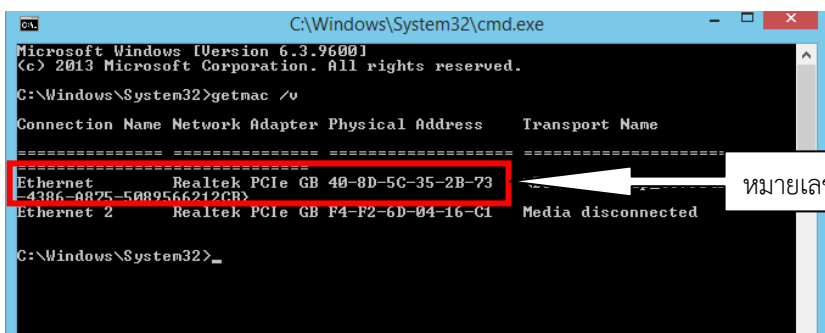 C:\Windows\System32\cmd.exe
Microsoft Windows [Version 6.3.9600]
(c) 2013 Microsoft Corporation. All rights reserved.
C:\Windows\System32>getmac /v
Connection Name Network Adapter Physical Address Transport Name
=============== =============== =================== ==========================================================
Ethernet Realtek PCIe GB 40-8D-5C-35-2B-73
-4386-A875-5089566212CB}
หมายเลข
Ethernet 2 Realtek PCIe GB F4-F2-6D-04-16-C1 Media disconnected
C:\Windows\System32>_